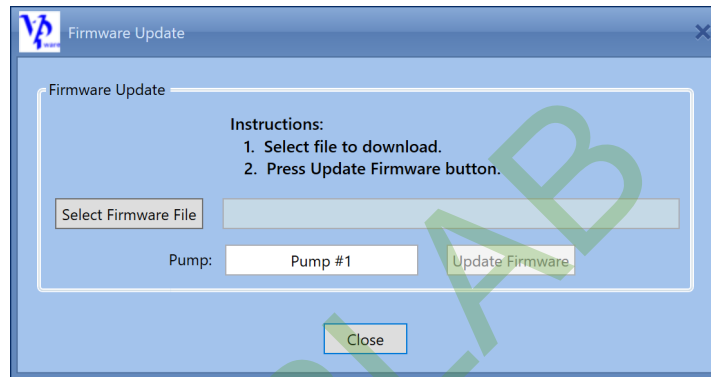 Firmware Update
Firmware Update
Instructions:
1. Select file to download.
2. Press Update Firmware button.
Select Firmware File
Pump: Pump #1 Update Firmware
Close
LAB